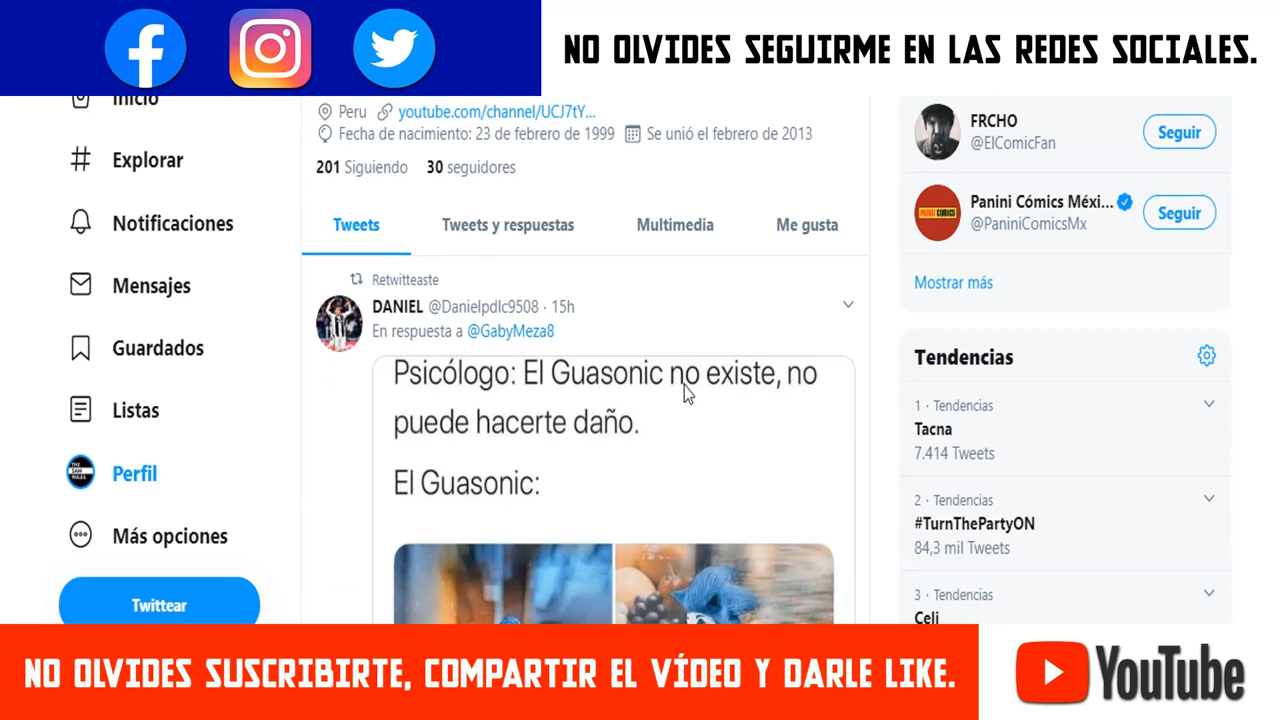 NO OLVIDES SEGUIRME EN LAS REDES SOCIALES.
Inicio
Explorar
Notificaciones
Mensajes
Guardados
Listas
Perfil
Más opciones
Twittear
Peru youtube.com/channel/UCJ7tY...
Fecha de nacimiento: 23 de febrero de 1999 Se unió el febrero de 2013
201 Siguiendo 30 seguidores
Tweets Tweets y respuestas Multimedia Me gusta
Retwitteaste
DANIEL @Danielpdlc9508 · 15h
En respuesta a @GabyMeza8
Psicólogo: El Guasonic no existe, no
puede hacerte daño.
El Guasonic:
FRCHO
@ElComicFan
Seguir
Panini Cómics Méxi...
@PaniniComicsMx
Seguir
Mostrar más
Tendencias
1 · Tendencias
Tacna
7.414 Tweets
2 · Tendencias
#TurnThePartyON
84,3 mil Tweets
3 · Tendencias
Celi
NO OLVIDES SUSCRIBIRTE, COMPARTIR EL VÍDEO Y DARLE LIKE.
YouTube